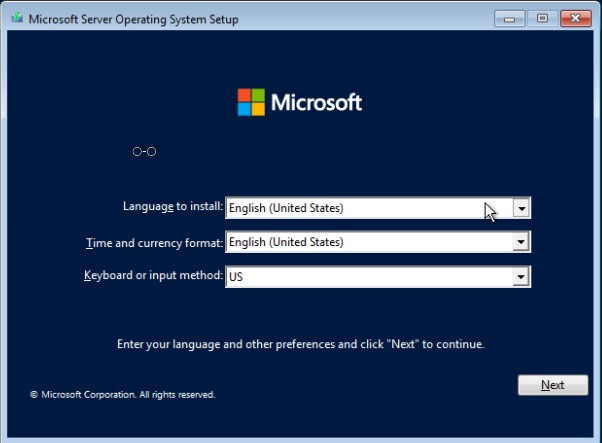 Microsoft Server Operating System Setup
Microsoft
Language to install: English (United States)
Time and currency format: English (United States)
Keyboard or input method: US
Enter your language and other preferences and click "Next" to continue.
Next
© Microsoft Corporation. All rights reserved.